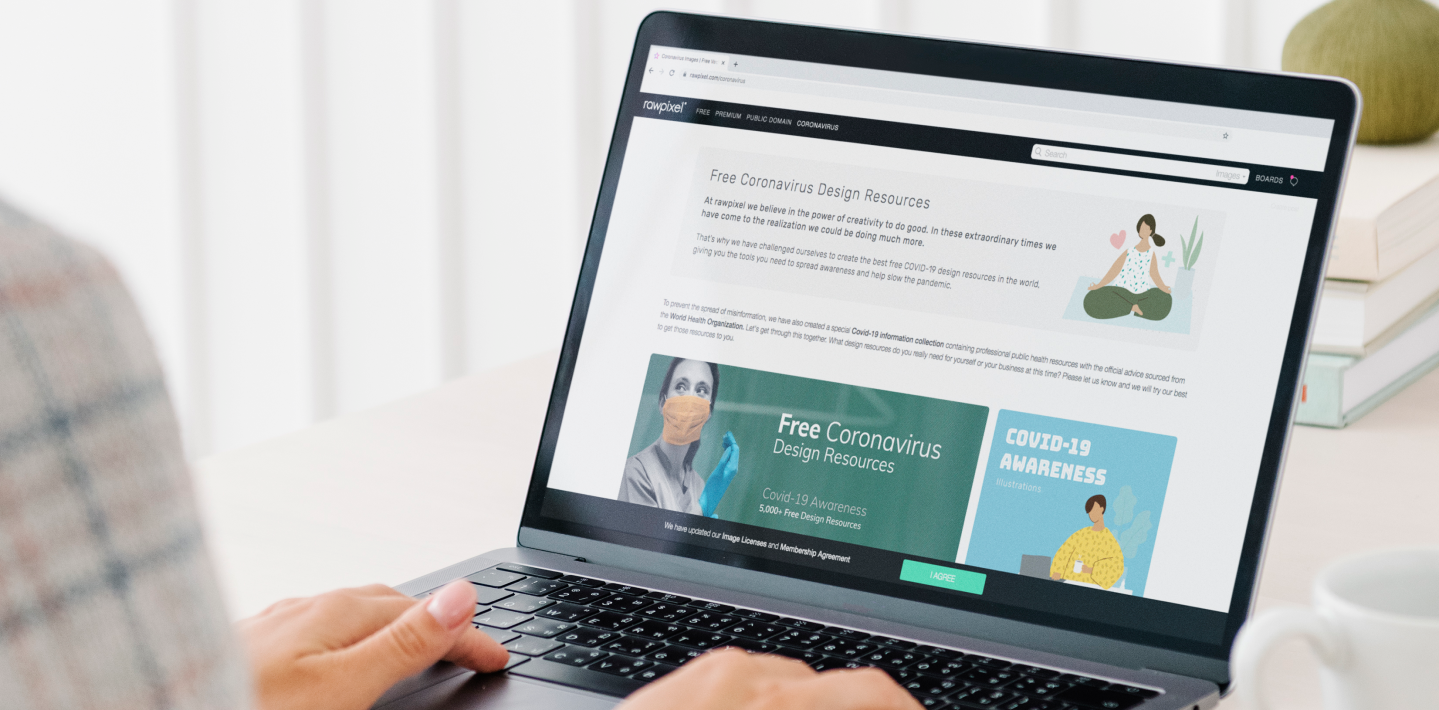 Coronavirus Images | Free
rawpixel.com/coronavirus
rawpixel
FREE PREMIUM PUBLIC DOMAIN CORONAVIRUS
Search
Images
BOARDS
Free Coronavirus Design Resources
At rawpixel we believe in the power of creativity to do good. In these extraordinary times we
have come to the realization we could be doing much more.
That's why we have challenged ourselves to create the best free COVID-19 design resources in the world,
giving you the tools you need to spread awareness and help slow the pandemic.
To prevent the spread of misinformation, we have also created a special Covid-19 information collection containing professional public health resources with the official advice sourced from
the World Health Organization. Let's get through this together. What design resources do you really need for yourself or your business at this time? Please let us know and we will try our best
to get those resources to you.
Free Coronavirus
Design Resources
Covid-19 Awareness
5,000+ Free Design Resources
COVID-19
AWARENESS
Illustrations
We have updated our Image Licenses and Membership Agreement
I AGREE